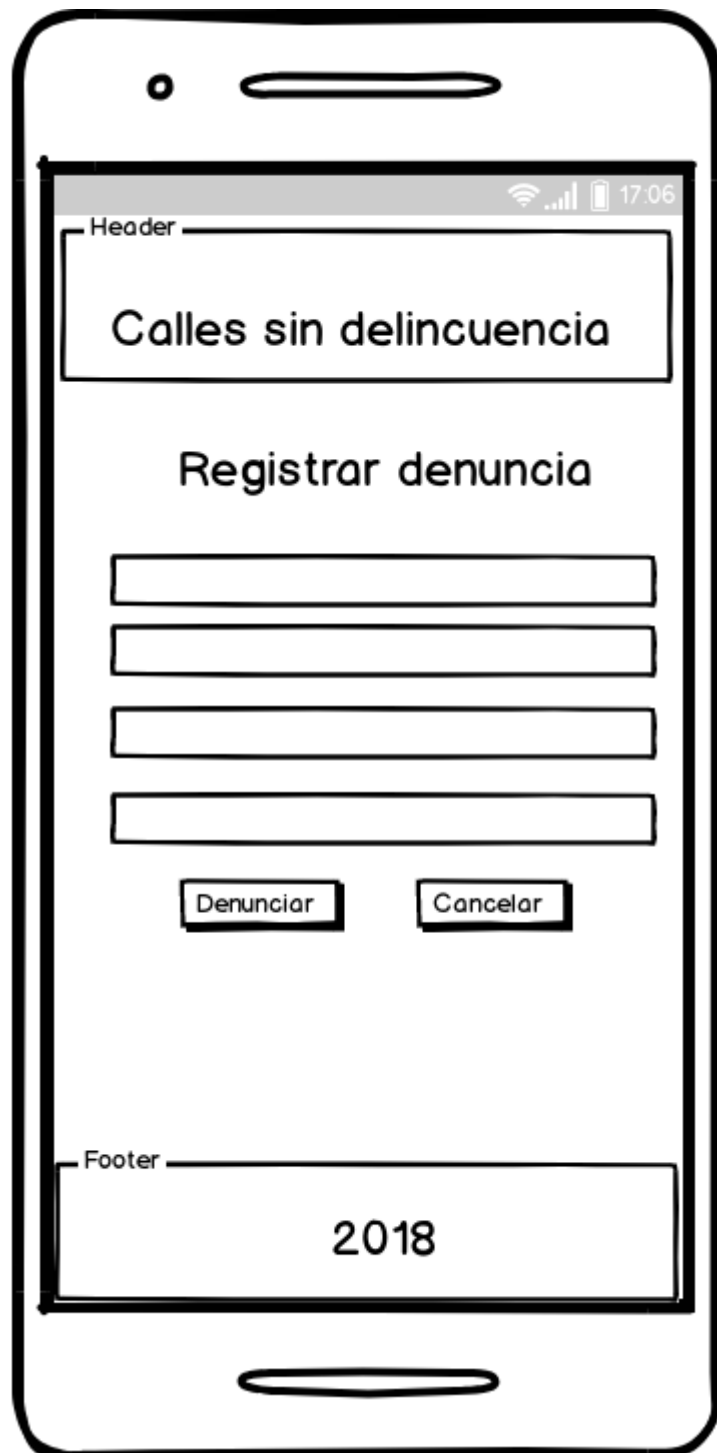 17:06
Header
Calles sin delincuencia
Registrar denuncia
Denunciar Cancelar
Footer
2018